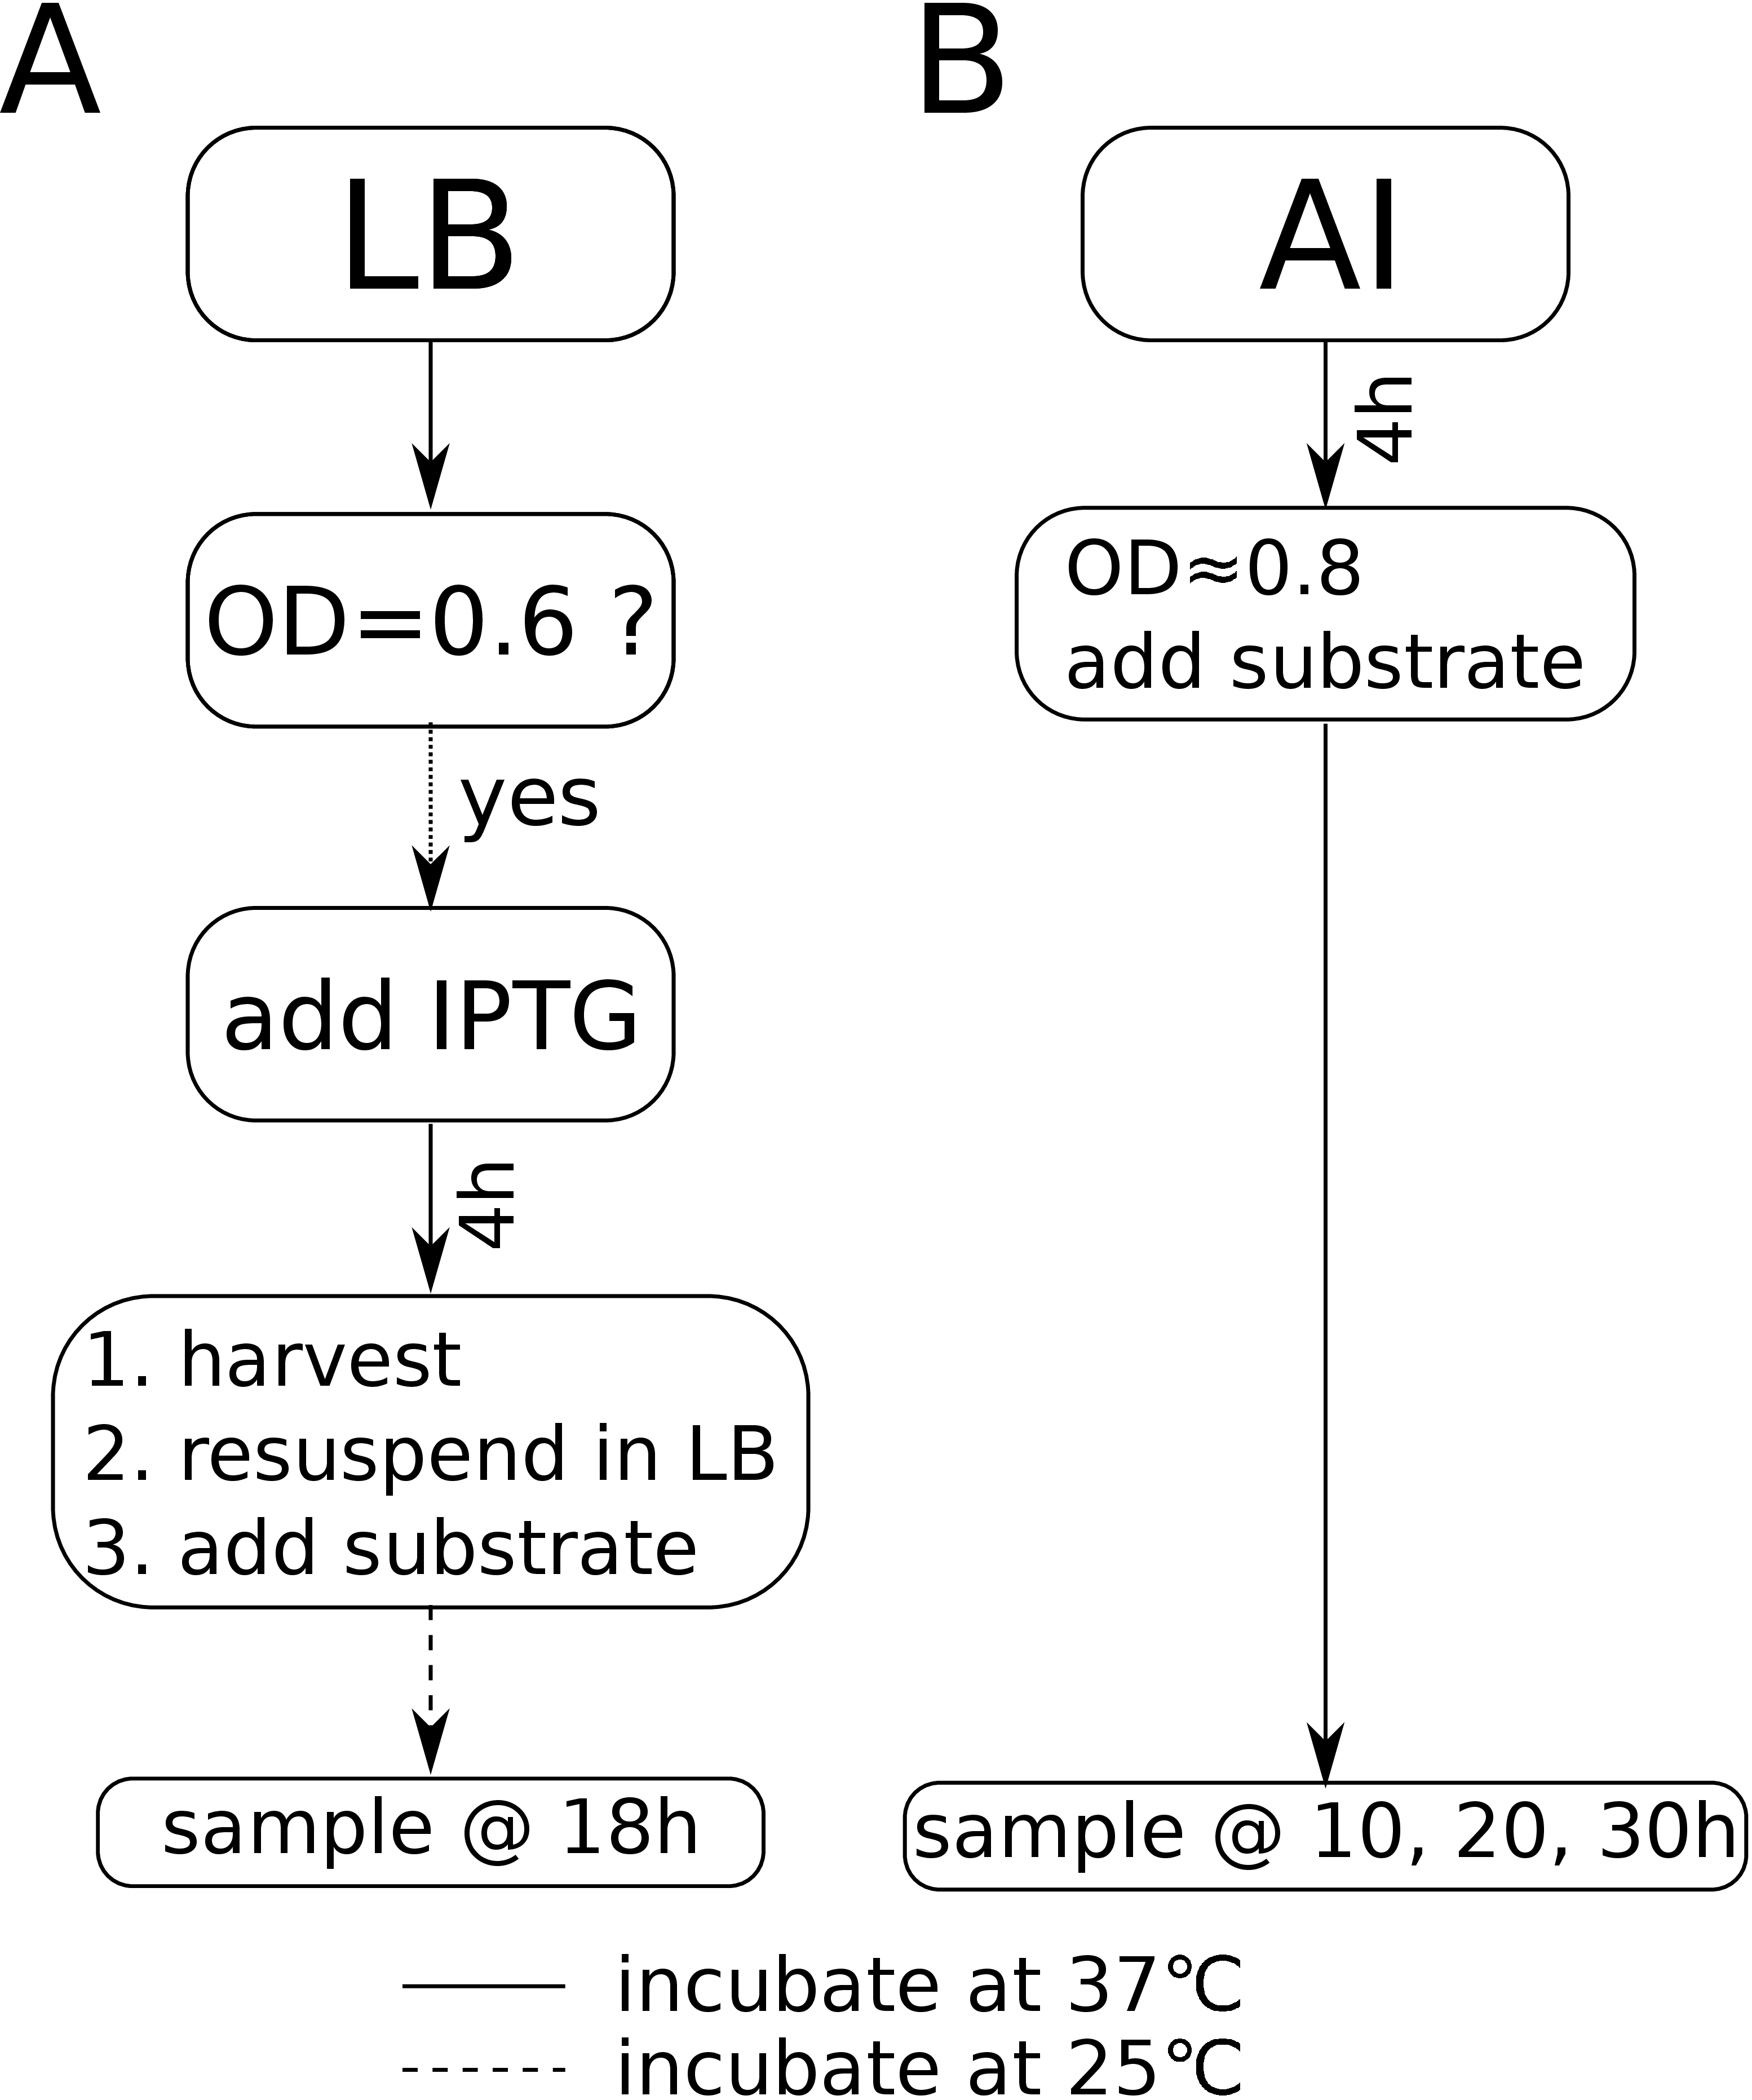 A
LB
OD=0.6 ?
yes
add IPTG
4h
1. harvest
2. resuspend in LB
3. add substrate
sample @ 18h
B
AI
4h
OD≈0.8
add substrate
sample @ 10, 20, 30h
incubate at 37℃
incubate at 25℃